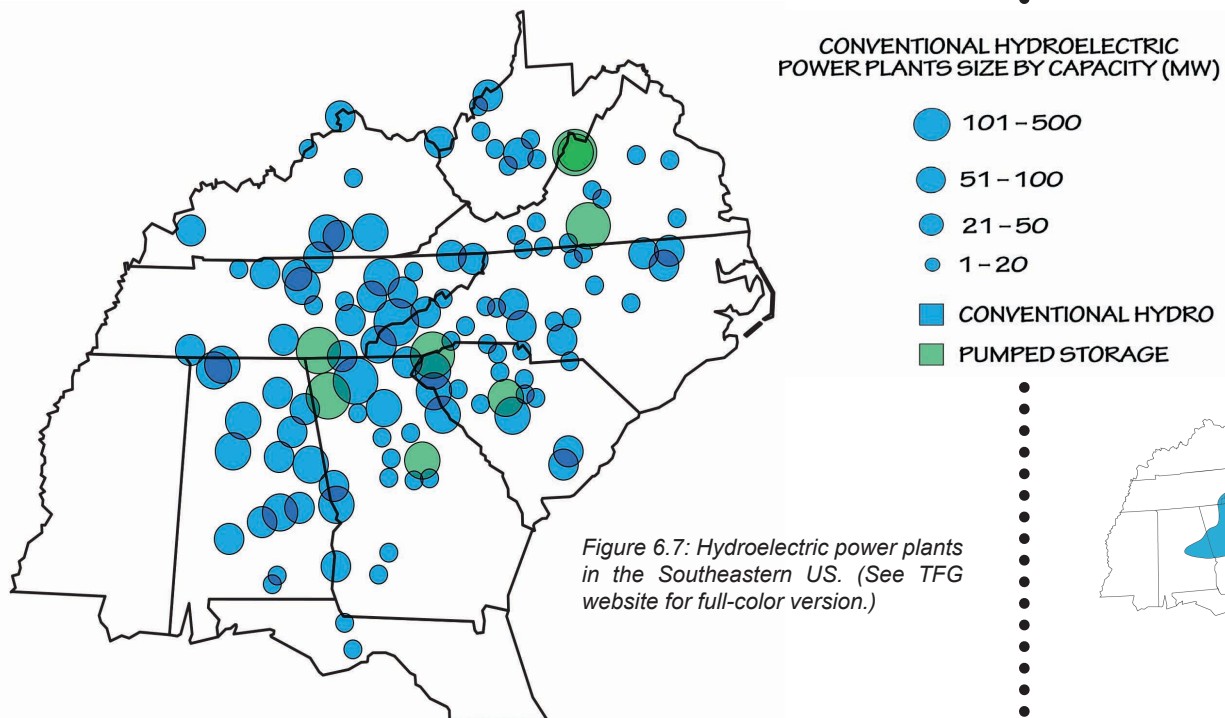 CONVENTIONAL HYDROELECTRIC
POWER PLANTS SIZE BY CAPACITY (MW)
101-500
51-100
21-50
1-20
CONVENTIONAL HYDRO
PUMPED STORAGE
Figure 6.7: Hydroelectric power plants
in the Southeastern US. (See TFG
website for full-color version.)